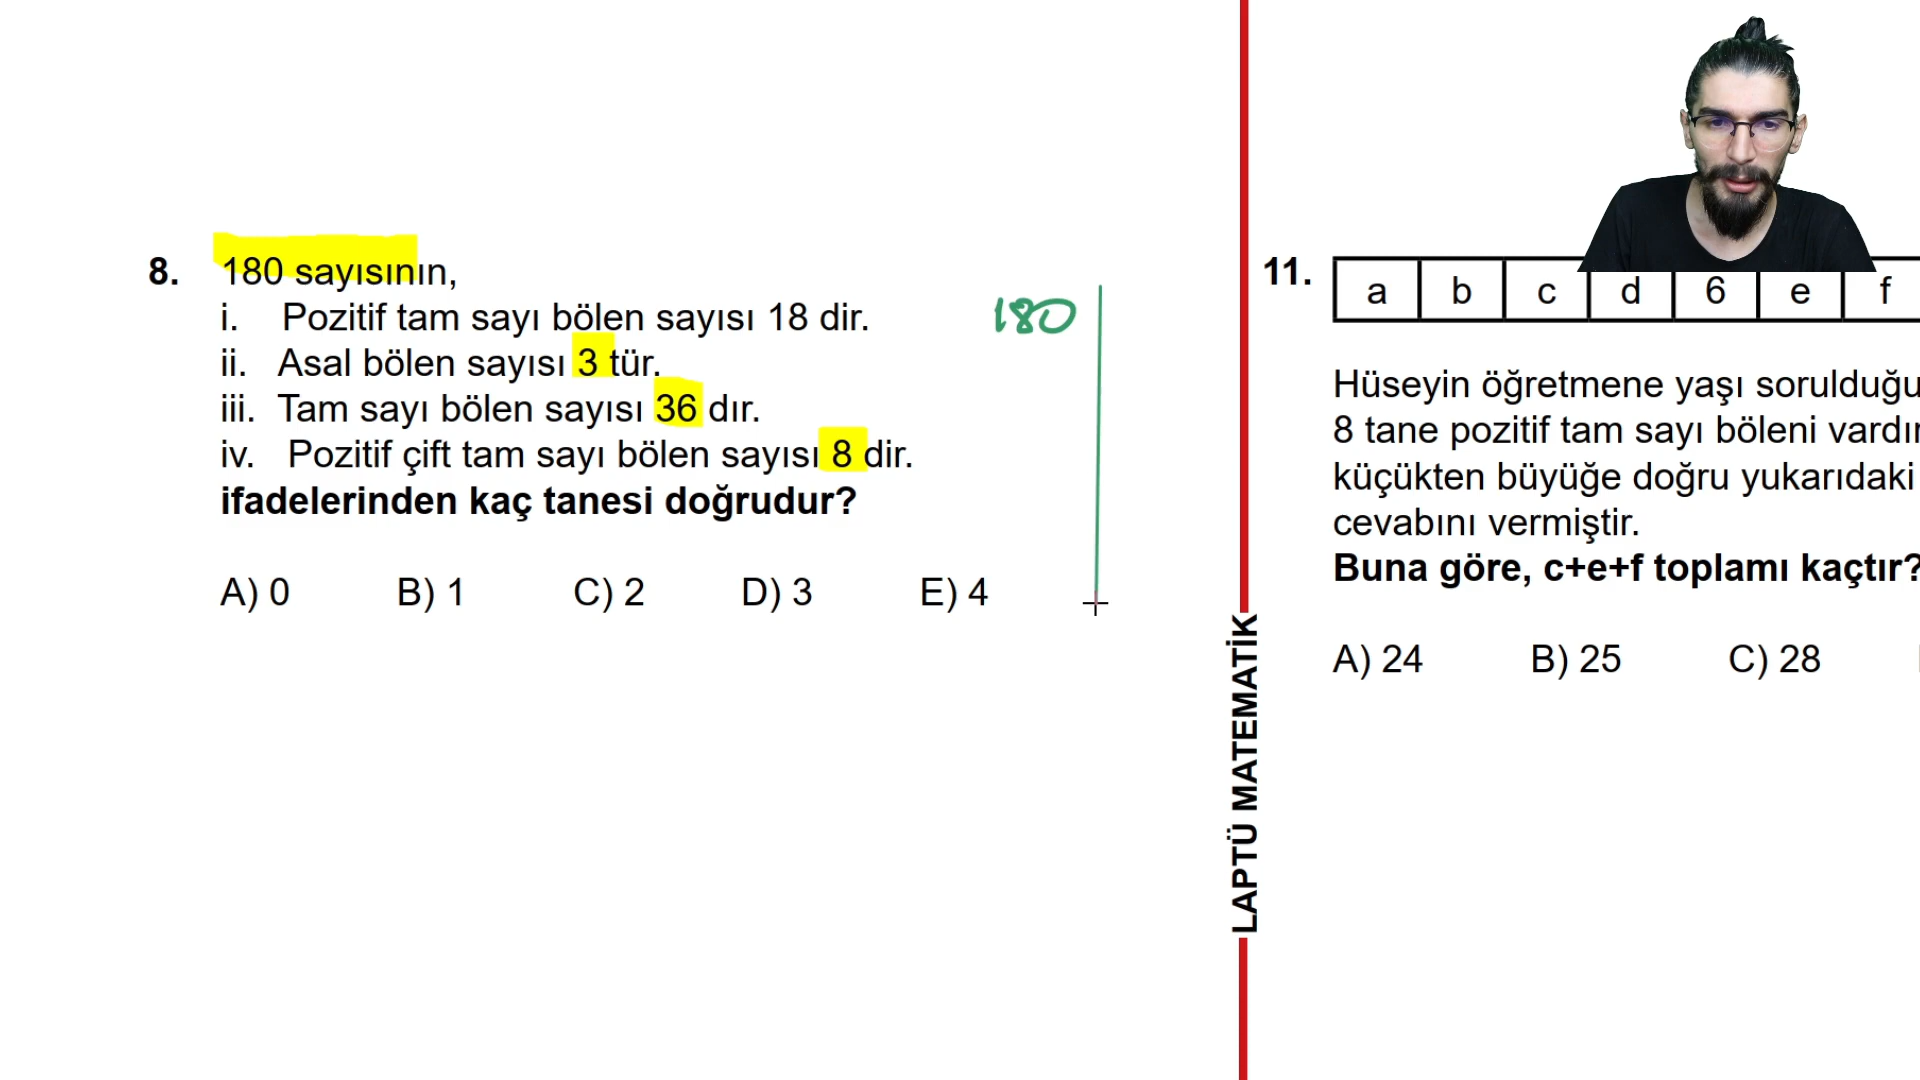 8. 180 sayısının,
i. Pozitif tam sayı bölen sayısı 18 dir.
ii. Asal bölen sayısı 3 tür.
iii. Tam sayı bölen sayısı 36 dır.
iv. Pozitif çift tam sayı bölen sayısı 8 dir.
ifadelerinden kaç tanesi doğrudur?
A) 0 B) 1 C) 2 D) 3 E) 4
180
LAPTÜ MATEMATİK
11. a b c d 6 e f
Hüseyin öğretmene yaşı
8 tane pozitif tam sayı böleni
küçükten büyüğe doğru yukarıdaki
cevabını vermiştir.
Buna göre, c+e+f toplamı kaçtır?
A) 24 B) 25 C) 28